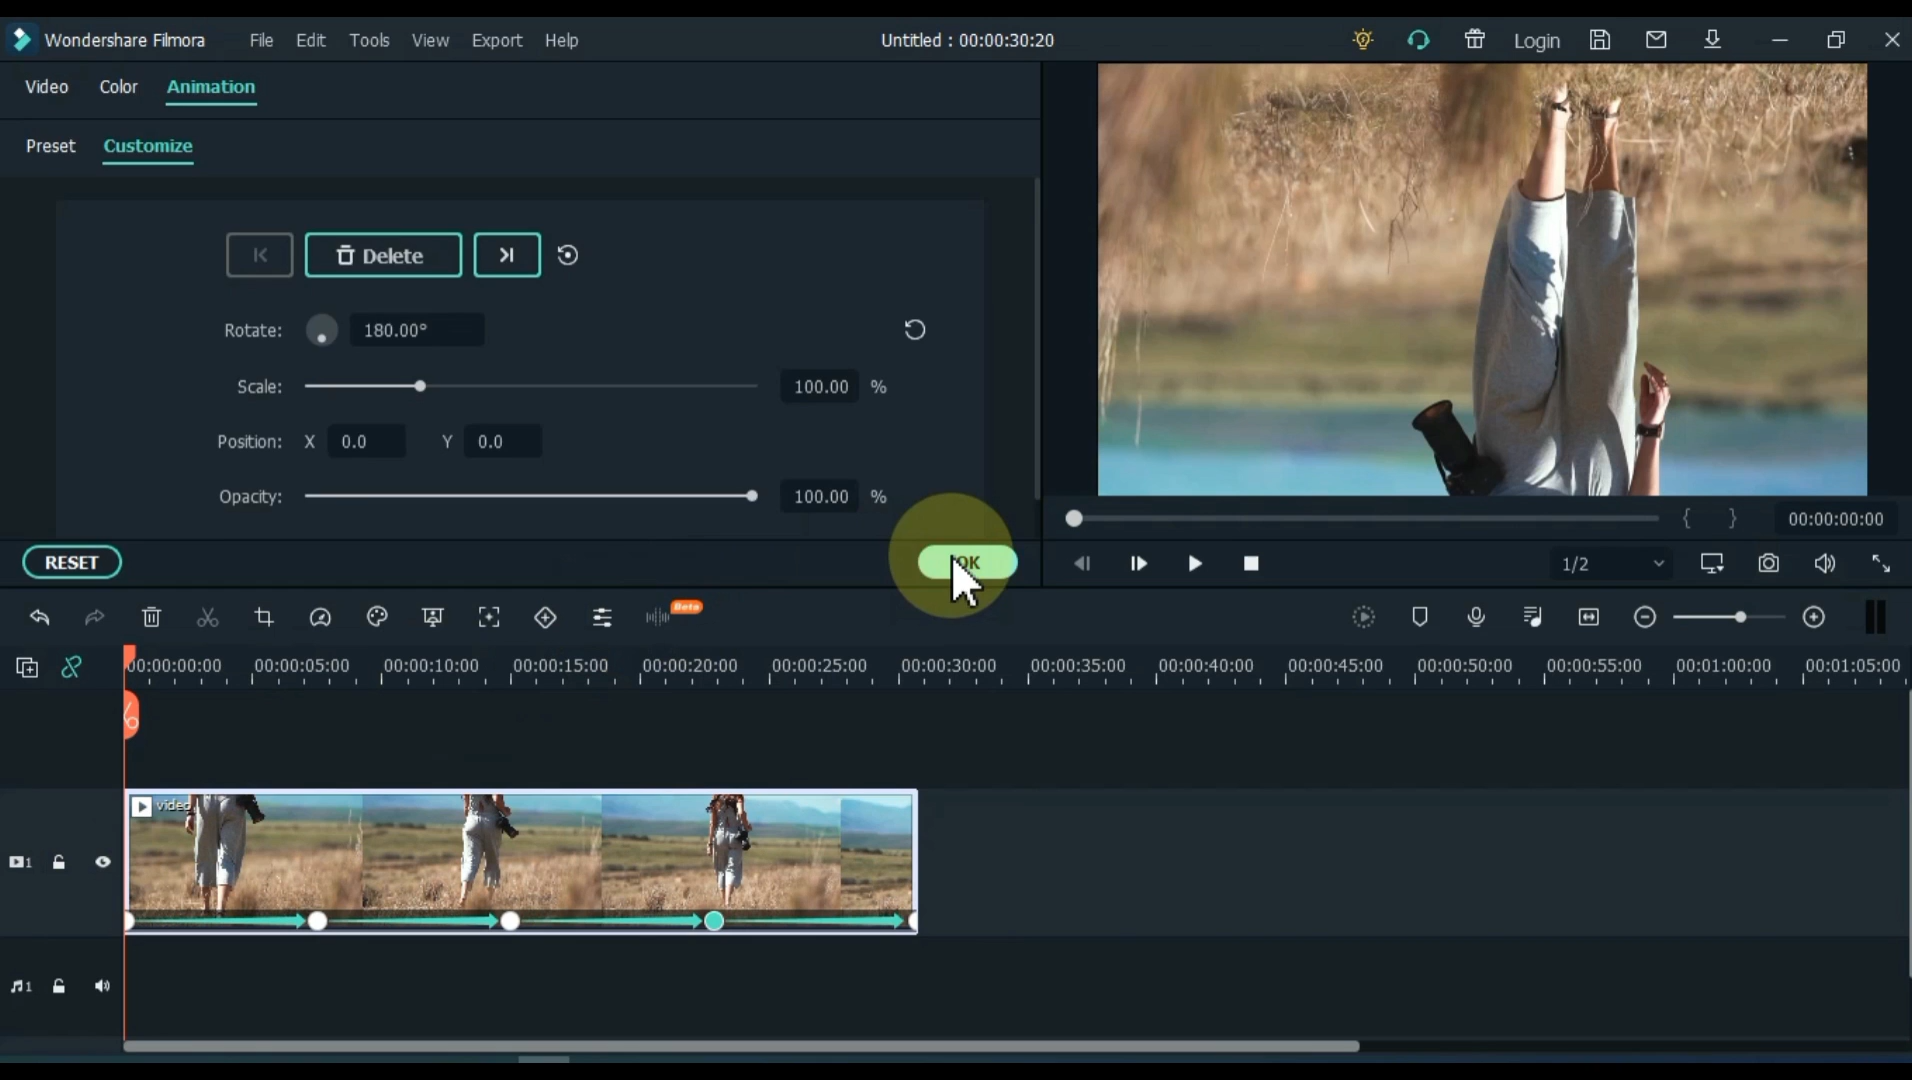 Wondershare Filmora File Edit Tools View Export Help Untitled : 00:00:30:20 Login
Video Color Animation
Preset Customize
Delete
Rotate: 180.00°
Scale: 100.00 %
Position: X 0.0 Y 0.0
Opacity: 100.00 %
{ } 00:00:00:00
RESET OK 1/2
Beta
00:00:00:00 00:00:05:00 00:00:10:00 00:00:15:00 00:00:20:00 00:00:25:00 00:00:30:00 00:00:35:00 00:00:40:00 00:00:45:00 00:00:50:00 00:00:55:00 00:01:00:00 00:01:05:00
video
1
1